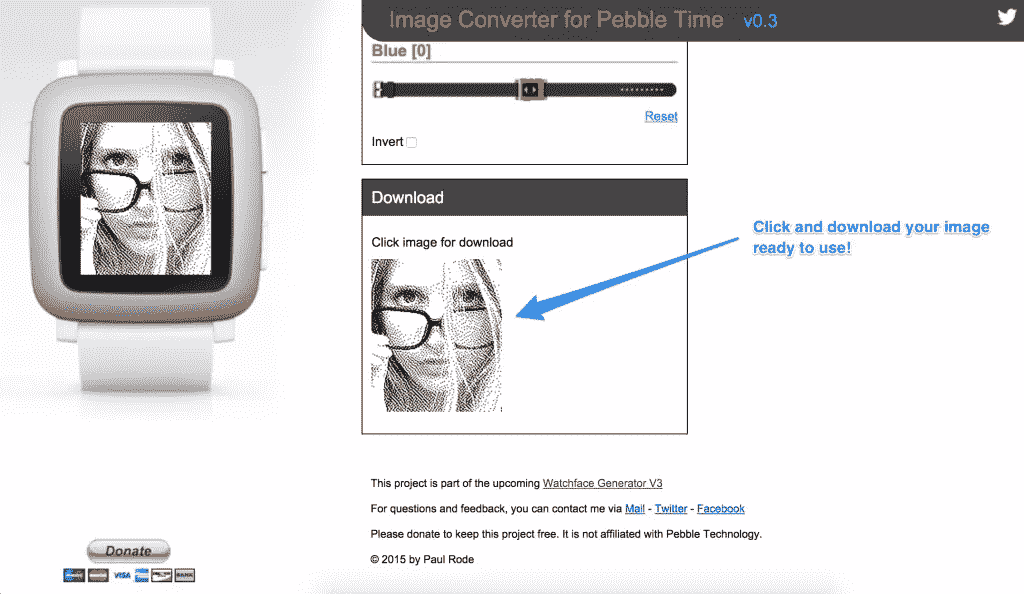 Image Converter for Pebble Time v0.3
Blue [0]
Reset
Invert
Download
Click image for download
Click and download your image
ready to use!
This project is part of the upcoming Watchface Generator V3
For questions and feedback, you can contact me via Mail - Twitter - Facebook
Please donate to keep this project free. It is not affiliated with Pebble Technology.
© 2015 by Paul Rode
Donate
VISA